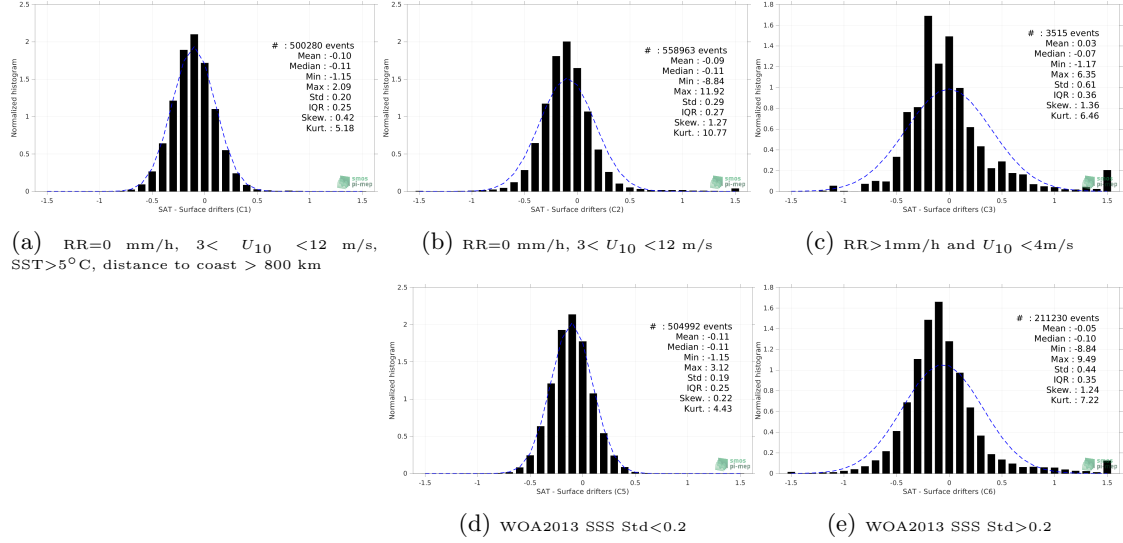 2.5
2
1.5
1
0.5
0
Normalized histogram
# : 500280 events
Mean : -0.10
Median : -0.11
Min : -1.15
Max : 2.09
Std : 0.20
IQR : 0.25
Skew. : 0.42
Kurt. : 5.18
smos
pi-mep
-1.5 -1 -0.5 0 0.5 1 1.5
SAT - Surface drifters (C1)
(a) RR=0 mm/h, 3< U10 <12 m/s,
SST>5°C, distance to coast > 800 km
2.5
2
1.5
1
0.5
0
Normalized histogram
# : 558963 events
Mean : -0.09
Median : -0.11
Min : -8.84
Max : 11.92
Std : 0.29
IQR : 0.27
Skew. : 1.27
Kurt. : 10.77
smos
pi-mep
-1.5 -1 -0.5 0 0.5 1 1.5
SAT - Surface drifters (C2)
(b) RR=0 mm/h, 3< U10 <12 m/s
1.8
1.6
1.4
1.2
1
0.8
0.6
0.4
0.2
0
Normalized histogram
# : 3515 events
Mean : 0.03
Median : -0.07
Min : -1.17
Max : 6.35
Std : 0.61
IQR : 0.36
Skew. : 1.36
Kurt. : 6.46
smos
pi-mep
-1.5 -1 -0.5 0 0.5 1 1.5
SAT - Surface drifters (C3)
(c) RR>1mm/h and U10 <4m/s
2.5
2
1.5
1
0.5
0
Normalized histogram
# : 504992 events
Mean : -0.11
Median : -0.11
Min : -1.15
Max : 3.12
Std : 0.19
IQR : 0.25
Skew. : 0.22
Kurt. : 4.43
smos
pi-mep
-1.5 -1 -0.5 0 0.5 1 1.5
SAT - Surface drifters (C5)
(d) WOA2013 SSS Std<0.2
1.8
1.6
1.4
1.2
1
0.8
0.6
0.4
0.2
0
Normalized histogram
# : 211230 events
Mean : -0.05
Median : -0.10
Min : -8.84
Max : 9.49
Std : 0.44
IQR : 0.35
Skew. : 1.24
Kurt. : 7.22
smos
pi-mep
-1.5 -1 -0.5 0 0.5 1 1.5
SAT - Surface drifters (C6)
(e) WOA2013 SSS Std>0.2